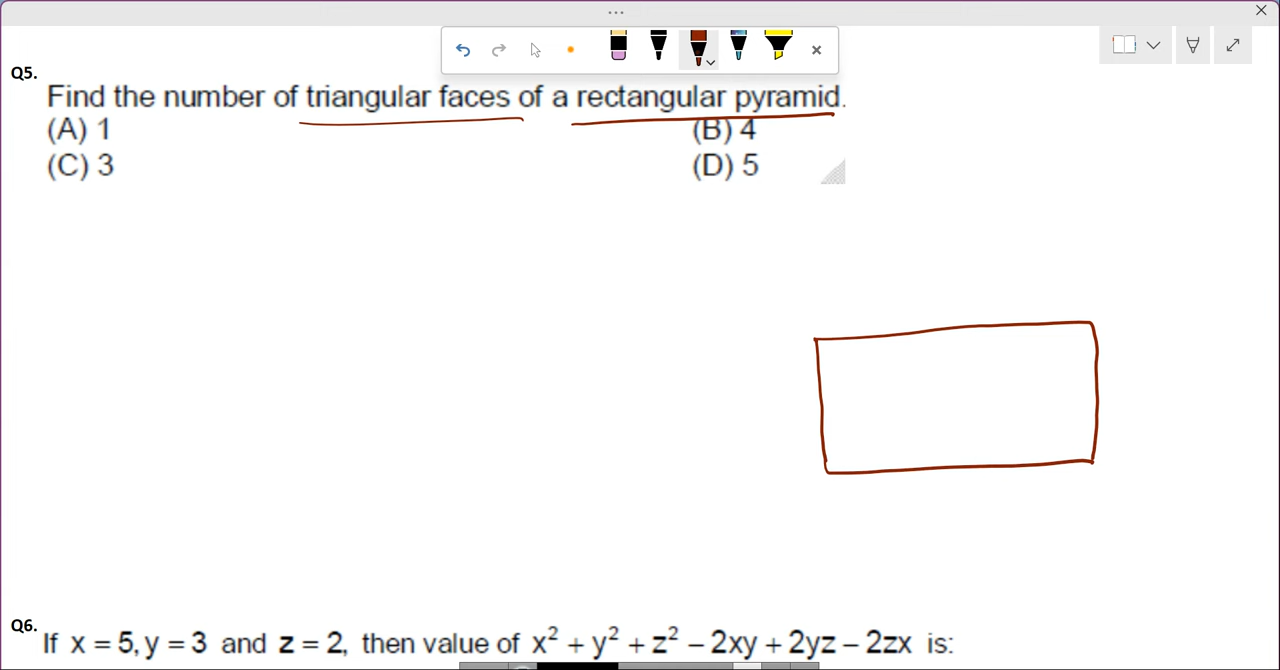 Q5.
Find the number of triangular faces of a rectangular pyramid.
(A) 1 (B) 4
(C) 3 (D) 5
Q6.
If x = 5, y = 3 and z = 2, then value of x² + y² + z² − 2xy + 2yz − 2zx is: